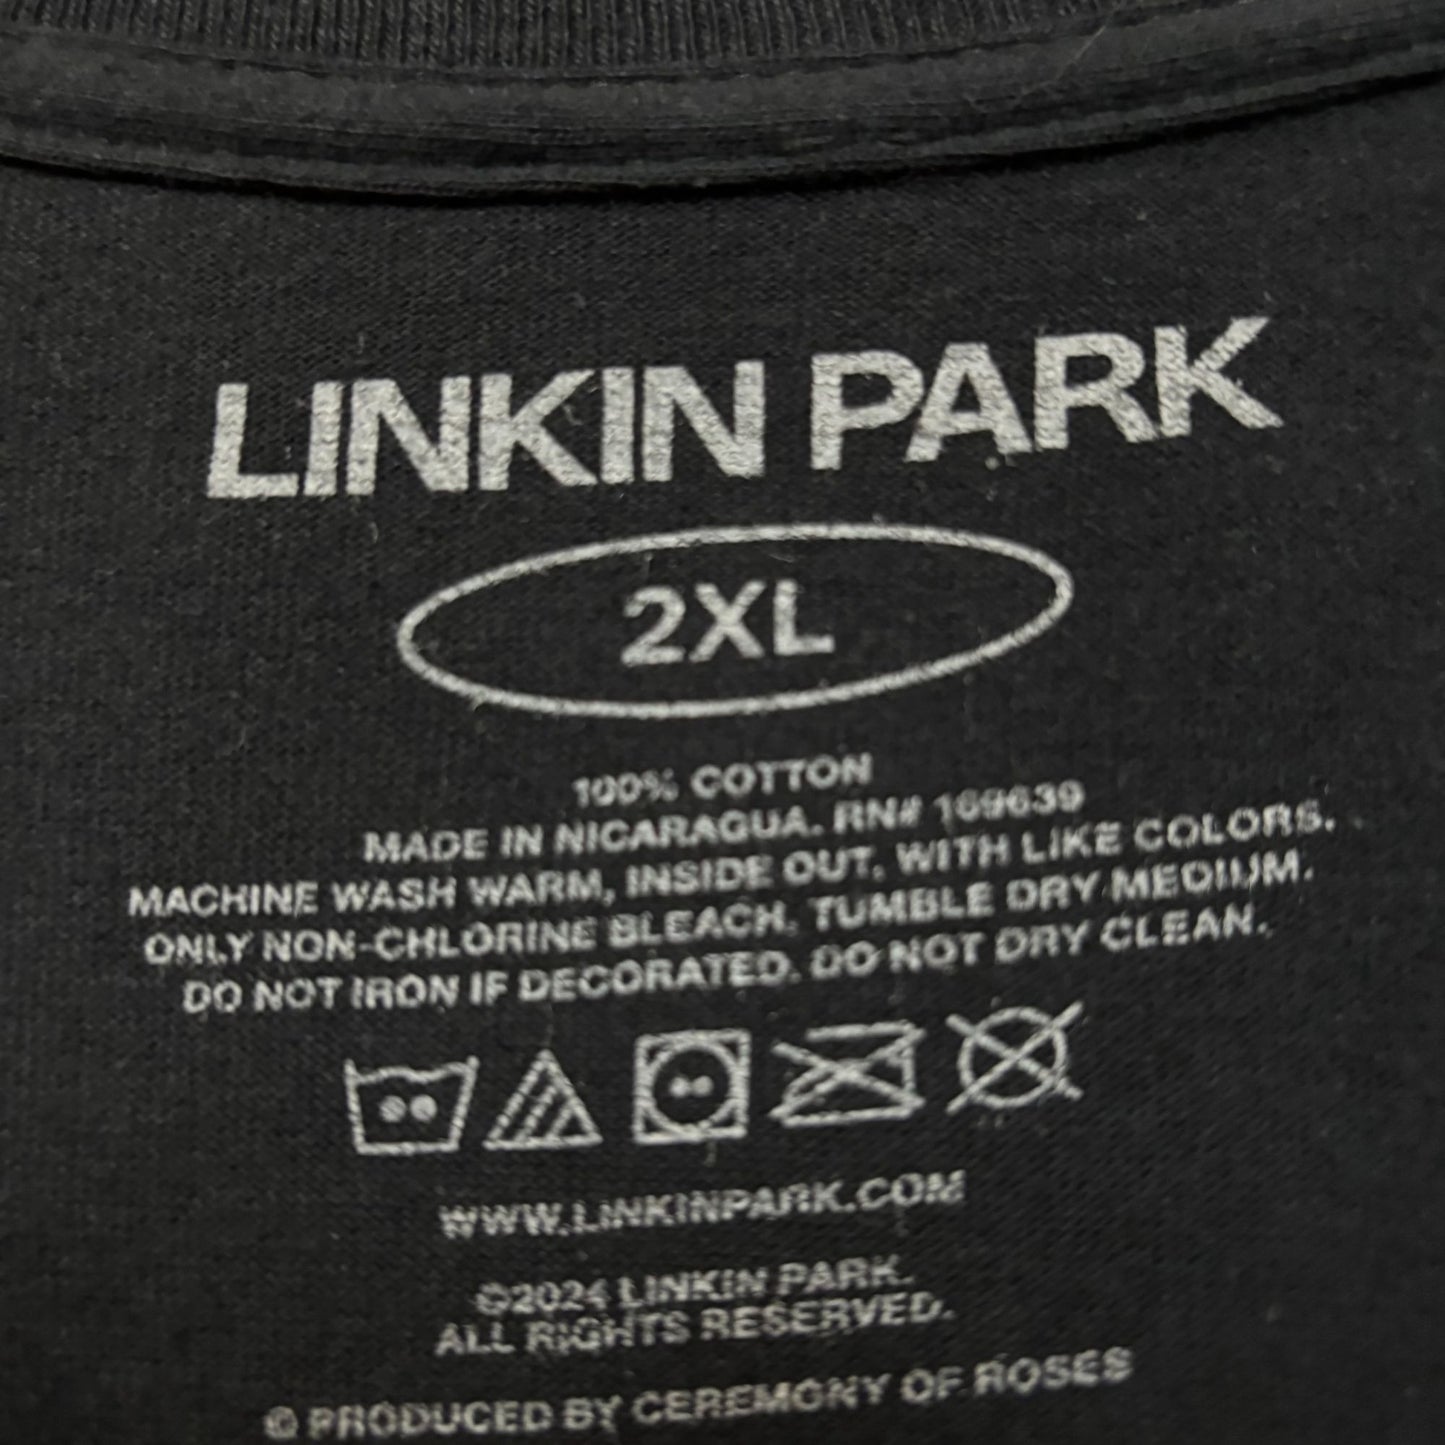 LINKIN PARK
2XL
100% COTTON
MADE IN NICARAGUA. RN# 169639
MACHINE WASH WARM, INSIDE OUT, WITH LIKE COLORS.
ONLY NON-CHLORINE BLEACH. TUMBLE DRY MEDIUM.
DO NOT IRON IF DECORATED. DO NOT DRY CLEAN.
WWW.LINKINPARK.COM
©2024 LINKIN PARK.
ALL RIGHTS RESERVED.
© PRODUCED BY CEREMONY OF ROSES